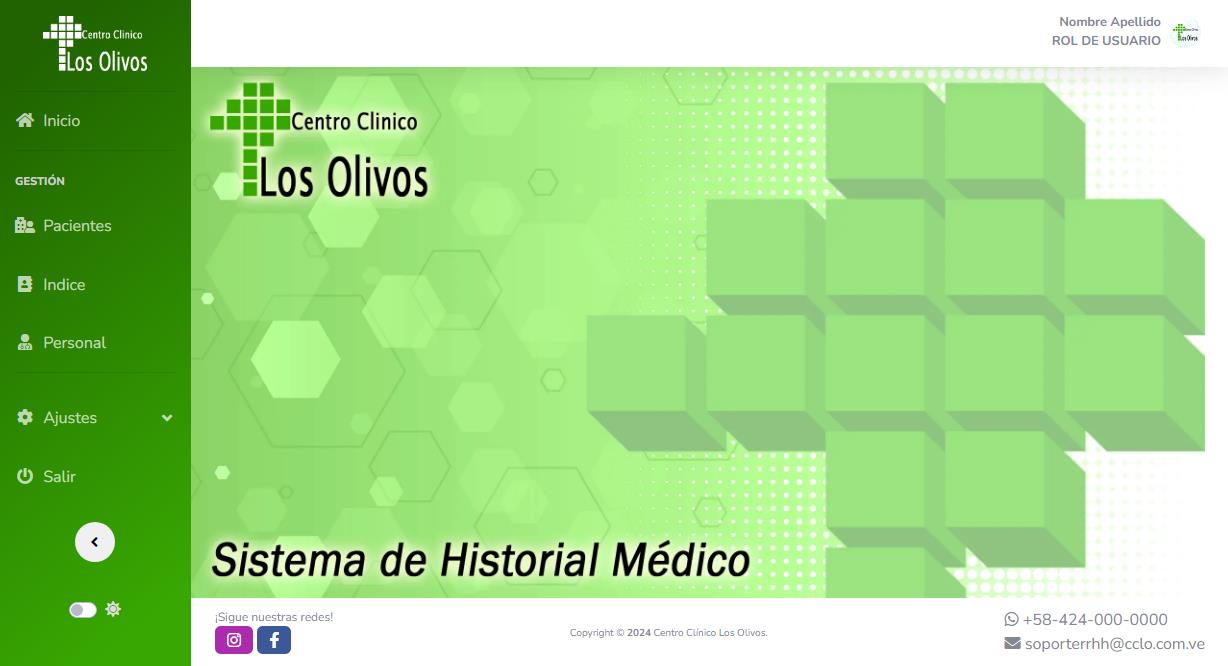 Centro Clinico
Los Olivos
Inicio
GESTIÓN
Pacientes
Indice
Personal
Ajustes
Salir
Nombre Apellido
ROL DE USUARIO
Centro Clinico
Los Olivos
Sistema de Historial Médico
¡Sigue nuestras redes!
Copyright © 2024 Centro Clínico Los Olivos.
+58-424-000-0000
soporterrhh@cclo.com.ve